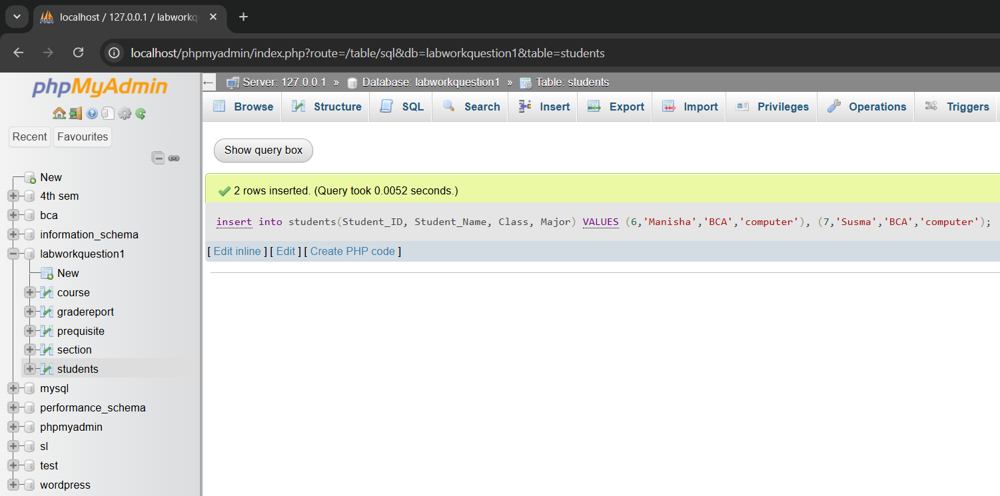 localhost / 127.0.0.1 / labworkq
localhost/phpmyadmin/index.php?route=/table/sql&db=labworkquestion1&table=students
phpMyAdmin
Recent Favourites
New
4th sem
bca
information_schema
labworkquestion1
New
course
gradereport
prequisite
section
students
mysql
performance_schema
phpmyadmin
sl
test
wordpress
Server: 127.0.0.1 » Database: labworkquestion1 » Table: students
Browse Structure SQL Search Insert Export Import Privileges Operations Triggers
Show query box
2 rows inserted. (Query took 0.0052 seconds.)
insert into students(Student_ID, Student_Name, Class, Major) VALUES (6,'Manisha','BCA','computer'), (7,'Susma','BCA','computer');
[ Edit inline ] [ Edit ] [ Create PHP code ]